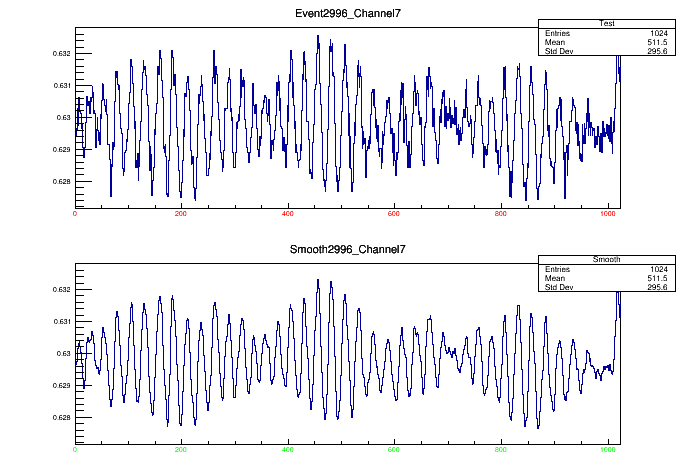 Event2996_Channel7
Test
Entries 1024
Mean 511.5
Std Dev 295.6
0.632
0.631
0.63
0.629
0.628
0 200 400 600 800 1000
Smooth2996_Channel7
Smooth
Entries 1024
Mean 511.5
Std Dev 295.6
0.632
0.631
0.63
0.629
0.628
0 200 400 600 800 1000